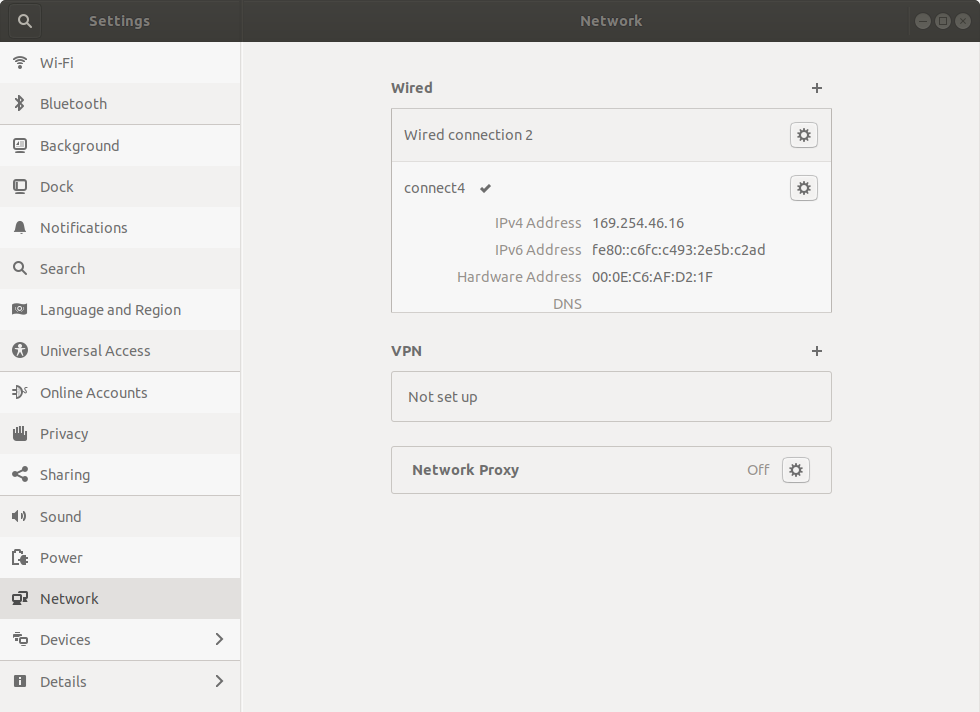 Settings
Network
Wi-Fi
Bluetooth
Background
Dock
Notifications
Search
Language and Region
Universal Access
Online Accounts
Privacy
Sharing
Sound
Power
Network
Devices
Details
Wired
Wired connection 2
connect4
IPv4 Address 169.254.46.16
IPv6 Address fe80::c6fc:c493:2e5b:c2ad
Hardware Address 00:0E:C6:AF:D2:1F
DNS
VPN
Not set up
Network Proxy Off